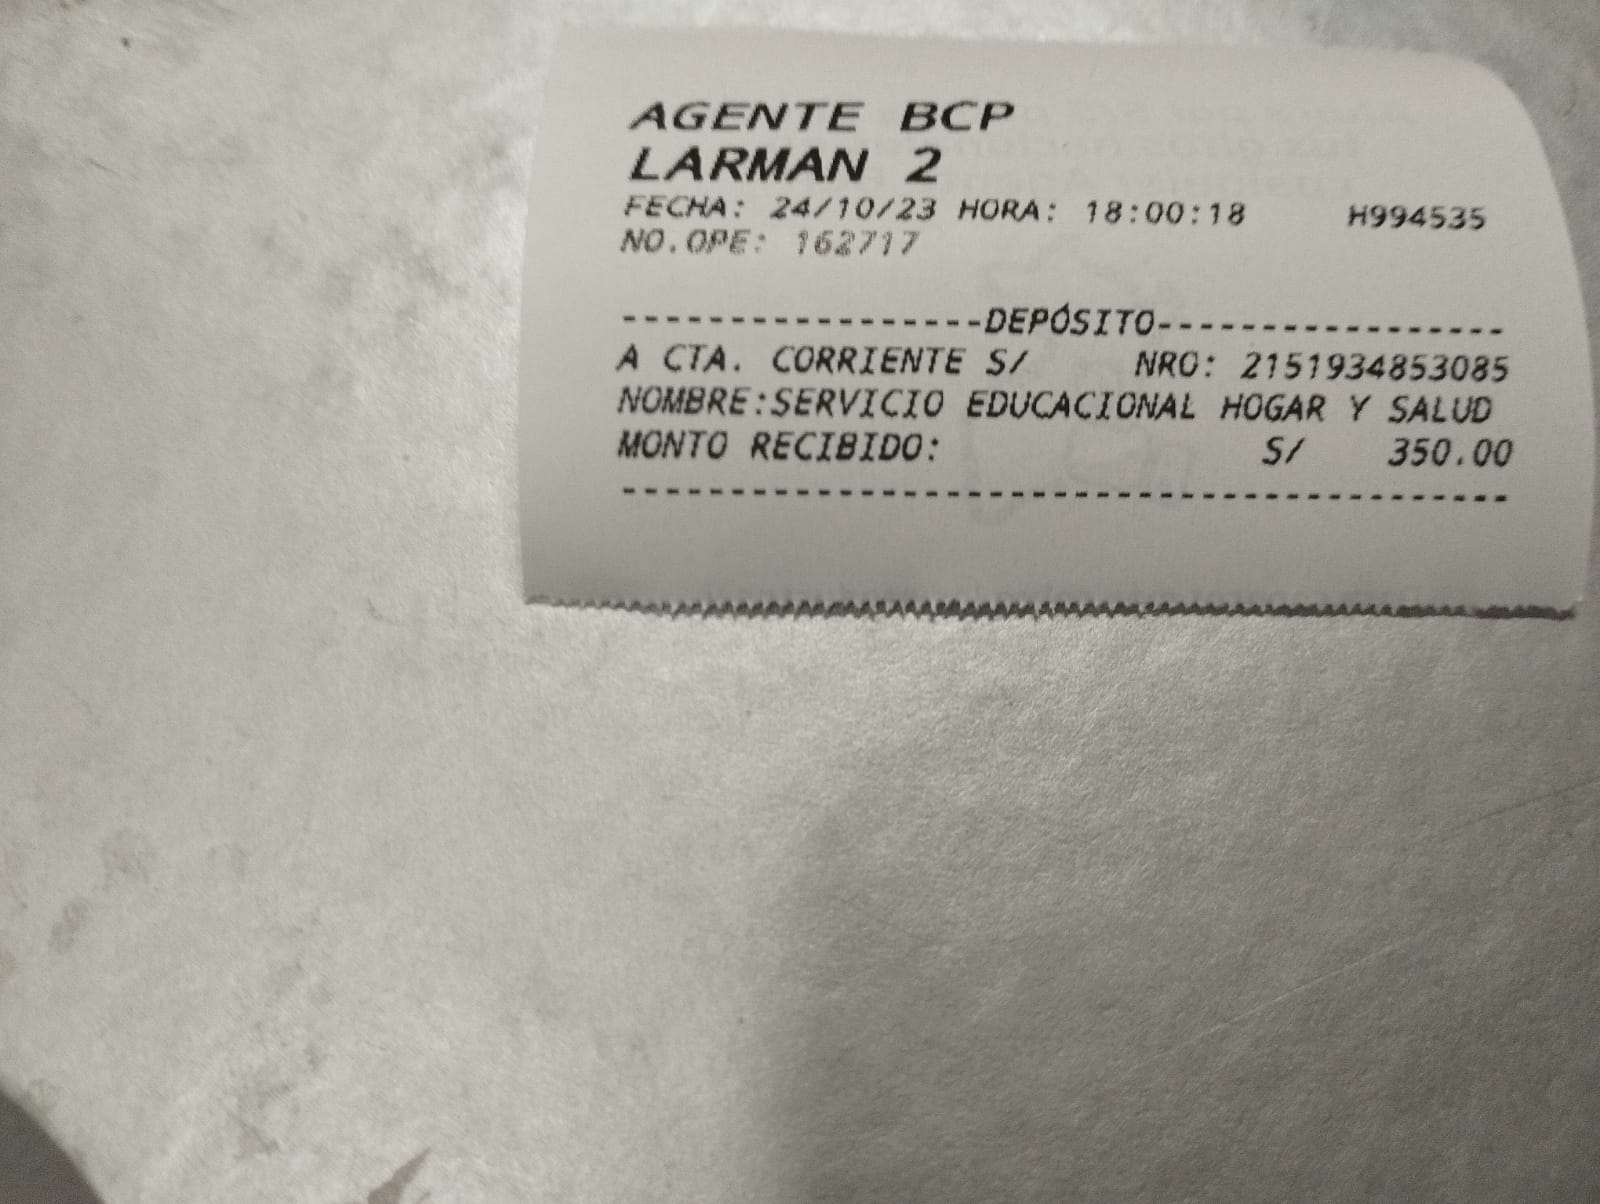 AGENTE BCP
LARMAN 2
FECHA: 24/10/23 HORA: 18:00:18 H994535
NO.OPE: 162717
-----------------DEPÓSITO-----------------
A CTA. CORRIENTE S/ NRO: 2151934853085
NOMBRE:SERVICIO EDUCACIONAL HOGAR Y SALUD
MONTO RECIBIDO: S/ 350.00
------------------------------------------